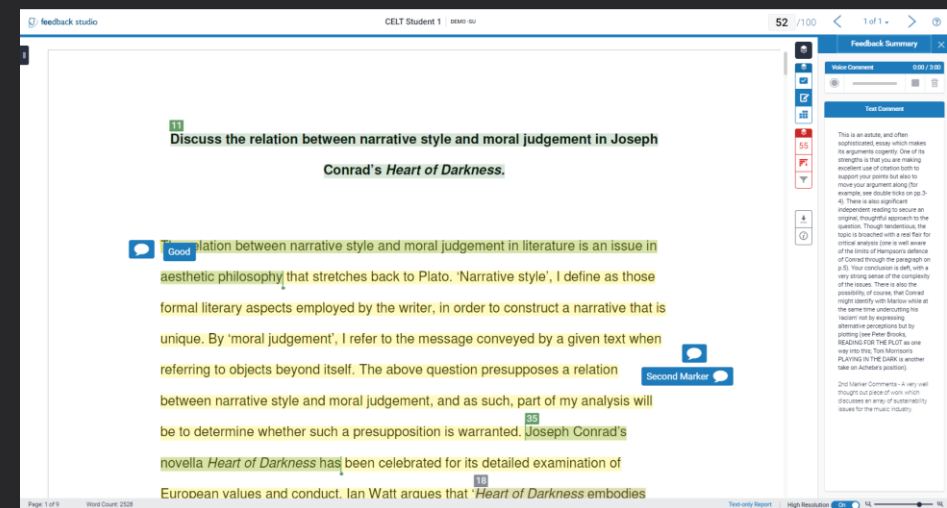 feedback studio
CELT Student 1 | DEMO-SU
52 /100
1 of 1
?
Feedback Summary
Voice Comment 0:00 / 3:00
Text Comment
This is an astute, and often
sophisticated, essay which makes
its arguments cogently. One of its
strengths is that you are making
excellent use of citation both to
support your points but also to
move your argument along (for
example, see double ticks on pp.3-
4). There is also significant
independent reading to secure an
original, thoughtful approach to the
question. Though tendentious, the
topic is broached with a real flair for
critical analysis (one is well aware
of the limits of Hampson's defence
of Conrad through the paragraph on
p.5). Your conclusion is deft, with a
very strong sense of the complexity
of the issues. There is also the
possibility, of course, that Conrad
might identify with Marlow while at
the same time undercutting his
'racism' not by expressing
alternative perceptions but by
plotting (see Peter Brooks,
READING FOR THE PLOT as one
way into this; Toni Morrison's
PLAYING IN THE DARK is another
take on Achebe's position).
2nd Marker Comments - A very well
thought out piece of work which
discusses an array of sustainability
issues for the music industry
55
11
Discuss the relation between narrative style and moral judgement in Joseph
Conrad's Heart of Darkness.
Good
relation between narrative style and moral judgement in literature is an issue in
aesthetic philosophy that stretches back to Plato. 'Narrative style', I define as those
formal literary aspects employed by the writer, in order to construct a narrative that is
unique. By 'moral judgement', I refer to the message conveyed by a given text when
referring to objects beyond itself. The above question presupposes a relation
Second Marker
between narrative style and moral judgement, and as such, part of my analysis will
35
be to determine whether such a presupposition is warranted. Joseph Conrad's
novella Heart of Darkness has been celebrated for its detailed examination of
18
European values and conduct. Ian Watt argues that 'Heart of Darkness embodies
Page: 1 of 9 Word Count: 2528 Text-only Report High Resolution On